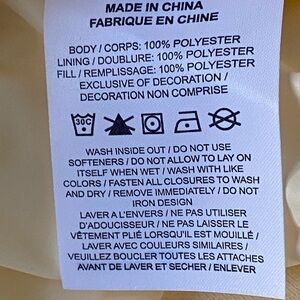 MADE IN CHINA
FABRIQUE EN CHINE
BODY / CORPS: 100% POLYESTER
LINING / DOUBLURE: 100% POLYESTER
FILL / REMPLISSAGE: 100% POLYESTER
EXCLUSIVE OF DECORATION /
DECORATION NON COMPRISE
30C
WASH INSIDE OUT / DO NOT USE
SOFTENERS / DO NOT ALLOW TO LAY ON
ITSELF WHEN WET / WASH WITH LIKE
COLORS / FASTEN ALL CLOSURES TO WASH
AND DRY / REMOVE IMMEDIATELY / DO NOT
IRON DESIGN
LAVER A L'ENVERS / NE PAS UTILISER
D'ADOUCISSEUR / NE PAS LAISSER LE
VÊTEMENT PLIÉ LORSQU'IL EST MOUILLÉ /
LAVER AVEC COULEURS SIMILAIRES /
VEUILLEZ BOUCLER TOUTES LES ATTACHES
AVANT DE LAVER ET SECHER / ENLEVER